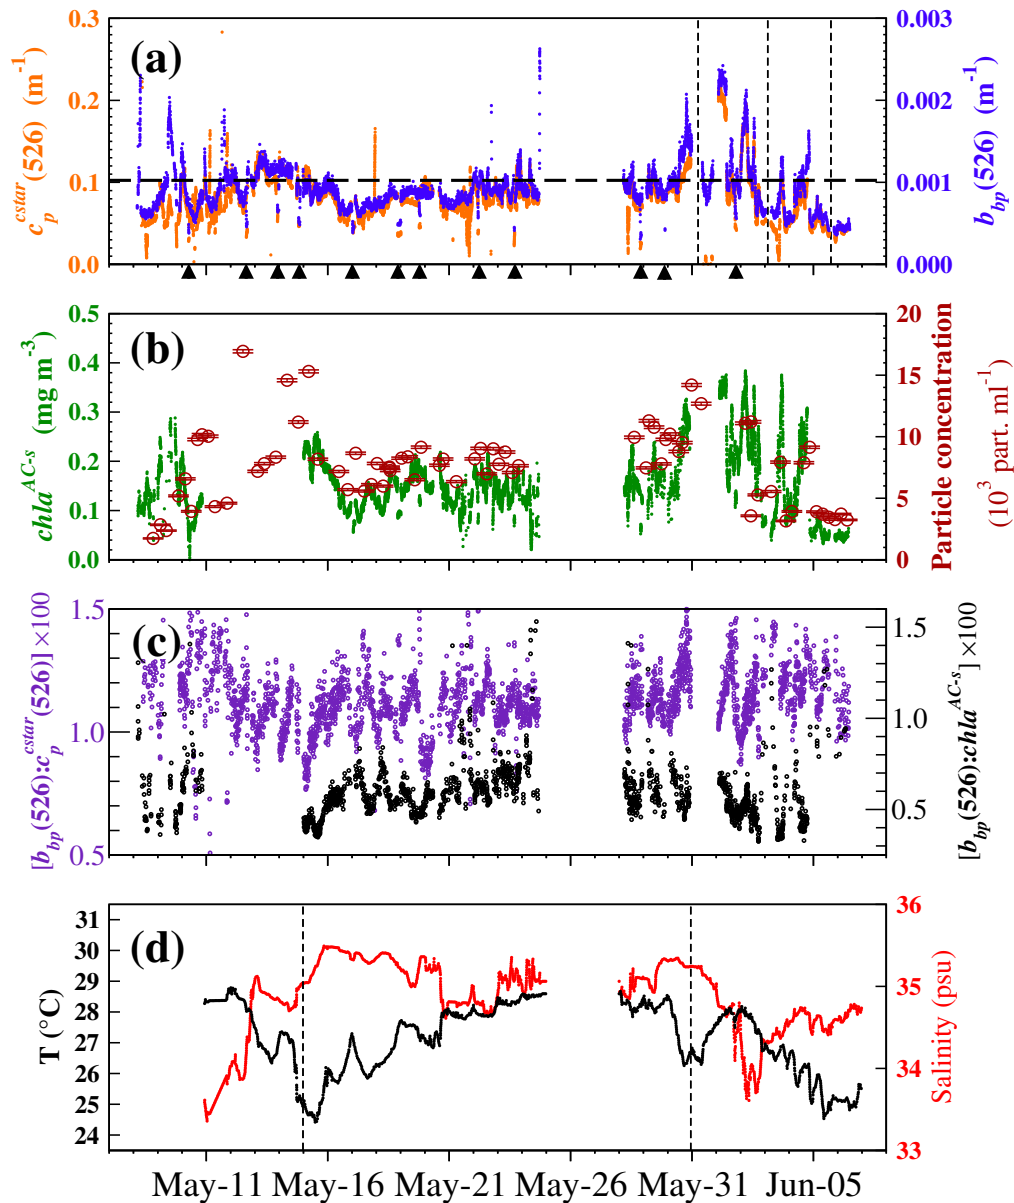 (a)
c_p^cstar(526) (m^-1)
0.3
0.2
0.1
0.0
b_bp(526) (m^-1)
0.003
0.002
0.001
0.000
(b)
chla^AC-s (mg m^-3)
0.5
0.4
0.3
0.2
0.1
0.0
Particle concentration
(10^3 part. ml^-1)
20
15
10
5
0
(c)
[b_bp(526):c_p^cstar(526)] ×100
1.5
1.0
0.5
[b_bp(526):chla^AC-s] ×100
1.5
1.0
0.5
(d)
T (°C)
31
30
29
28
27
26
25
24
Salinity (psu)
36
35
34
33
May-11 May-16 May-21 May-26 May-31 Jun-05